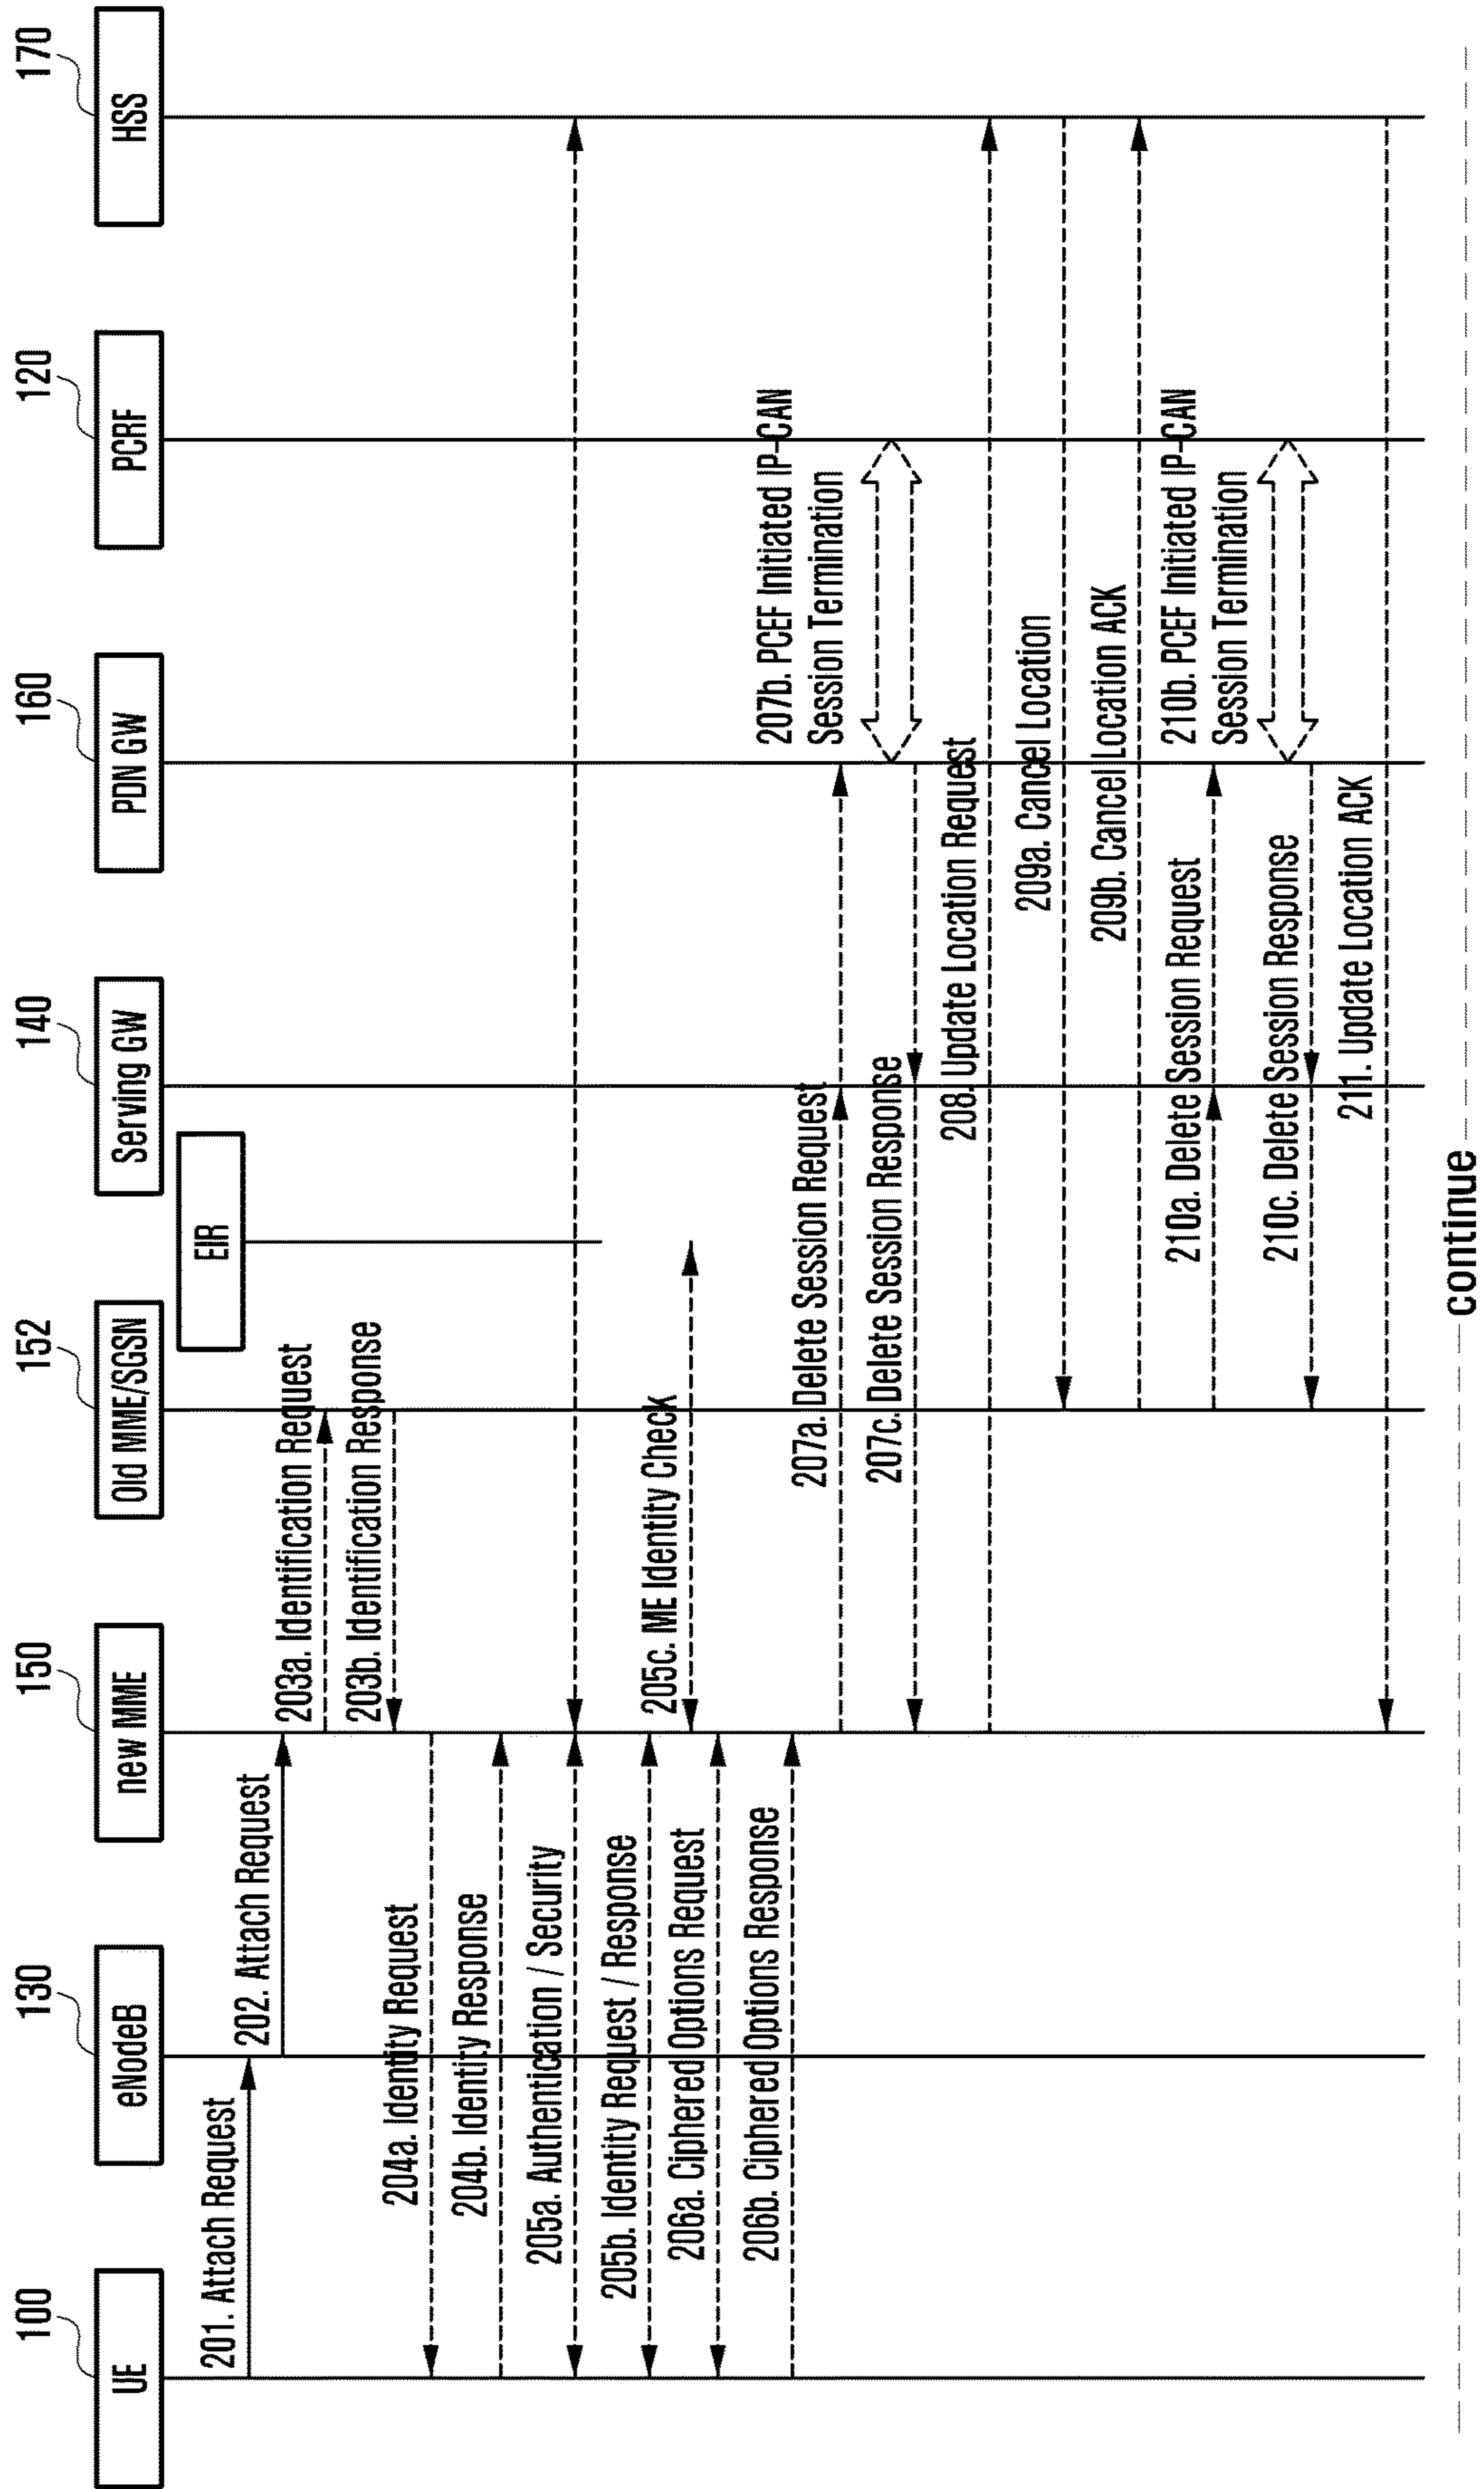 100
130
150
152
140
160
120
170
UE
eNodeB
new MME
Old MME/SGSN
Serving GW
PDN GW
PCRF
HSS
EIR
201. Attach Request
202. Attach Request
203a. Identification Request
203b. Identification Response
204a. Identity Request
204b. Identity Response
205a. Authentication / Security
205b. Identity Request / Response
205c. ME Identity Check
206a. Ciphered Options Request
206b. Ciphered Options Response
207a. Delete Session Request
207b. PCEF Initiated IP-CAN
Session Termination
207c. Delete Session Response
208. Update Location Request
209a. Cancel Location
209b. Cancel Location ACK
210a. Delete Session Request
210b. PCEF Initiated IP-CAN
Session Termination
210c. Delete Session Response
211. Update Location ACK
continue